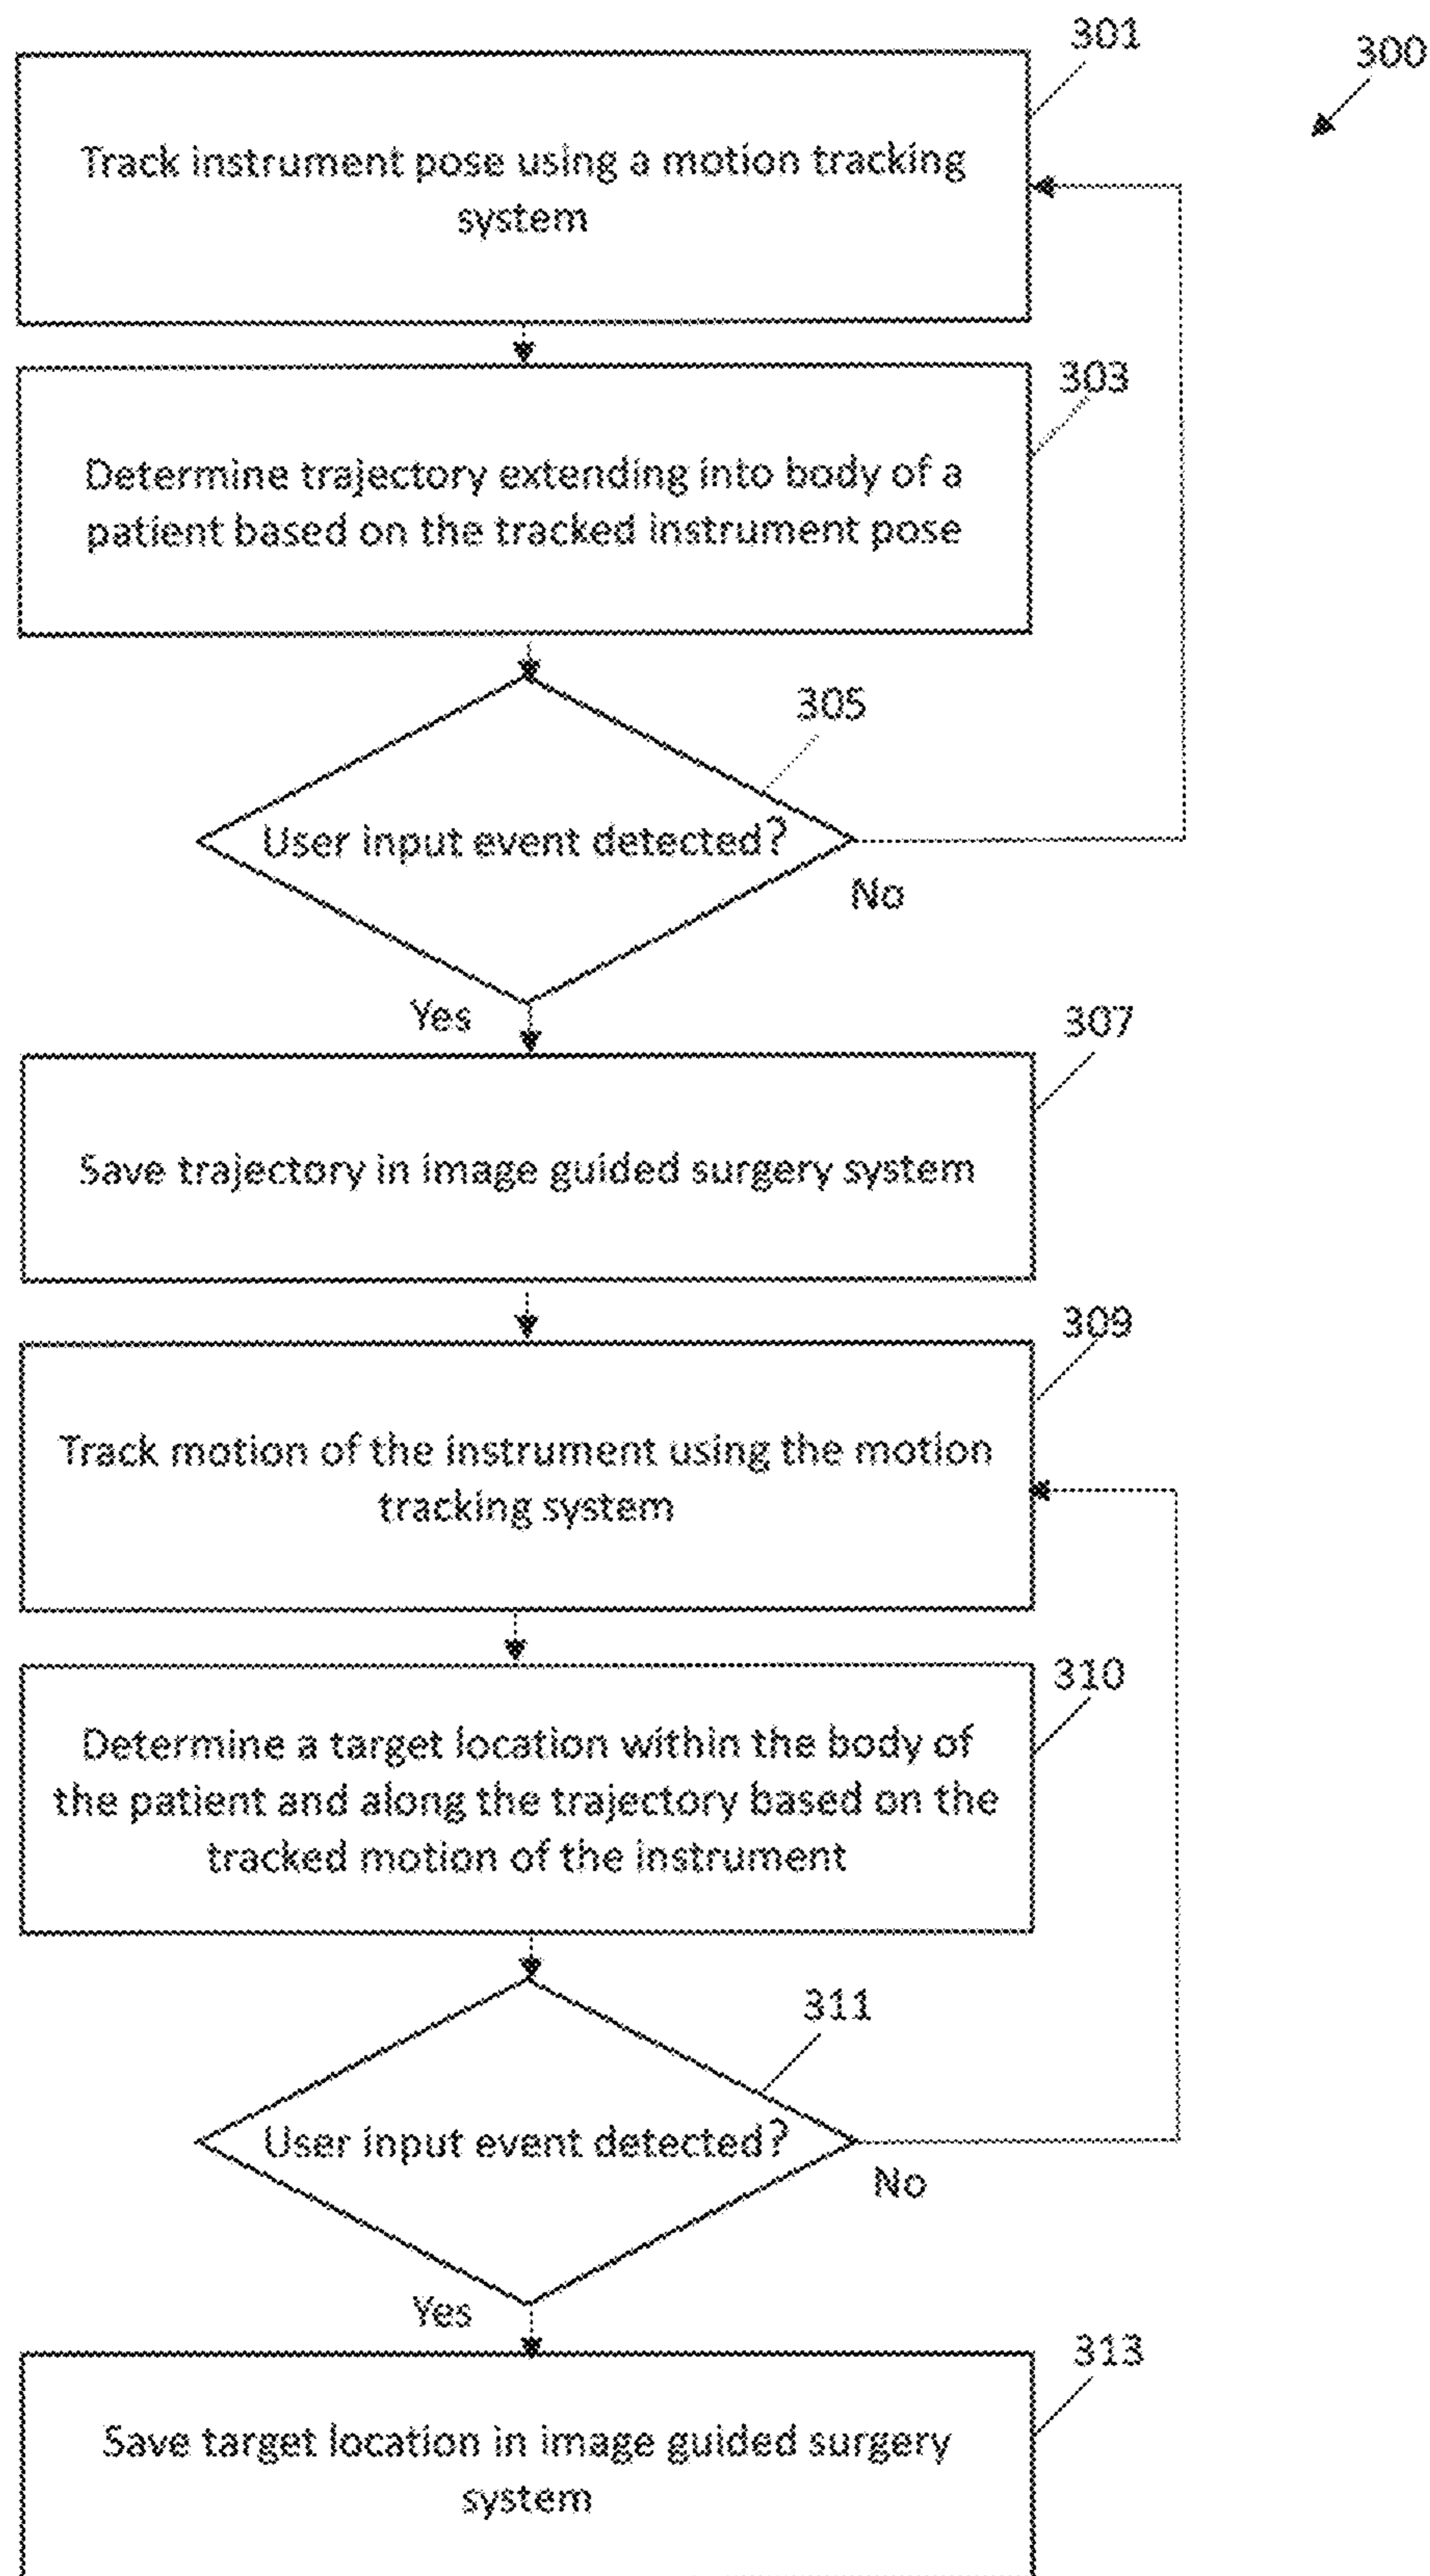 301
300
Track instrument pose using a motion tracking
system
303
Determine trajectory extending into body of a
patient based on the tracked instrument pose
305
User input event detected?
No
Yes
307
Save trajectory in image guided surgery system
309
Track motion of the instrument using the motion
tracking system
310
Determine a target location within the body of
the patient and along the trajectory based on the
tracked motion of the instrument
311
User input event detected?
No
Yes
313
Save target location in image guided surgery
system